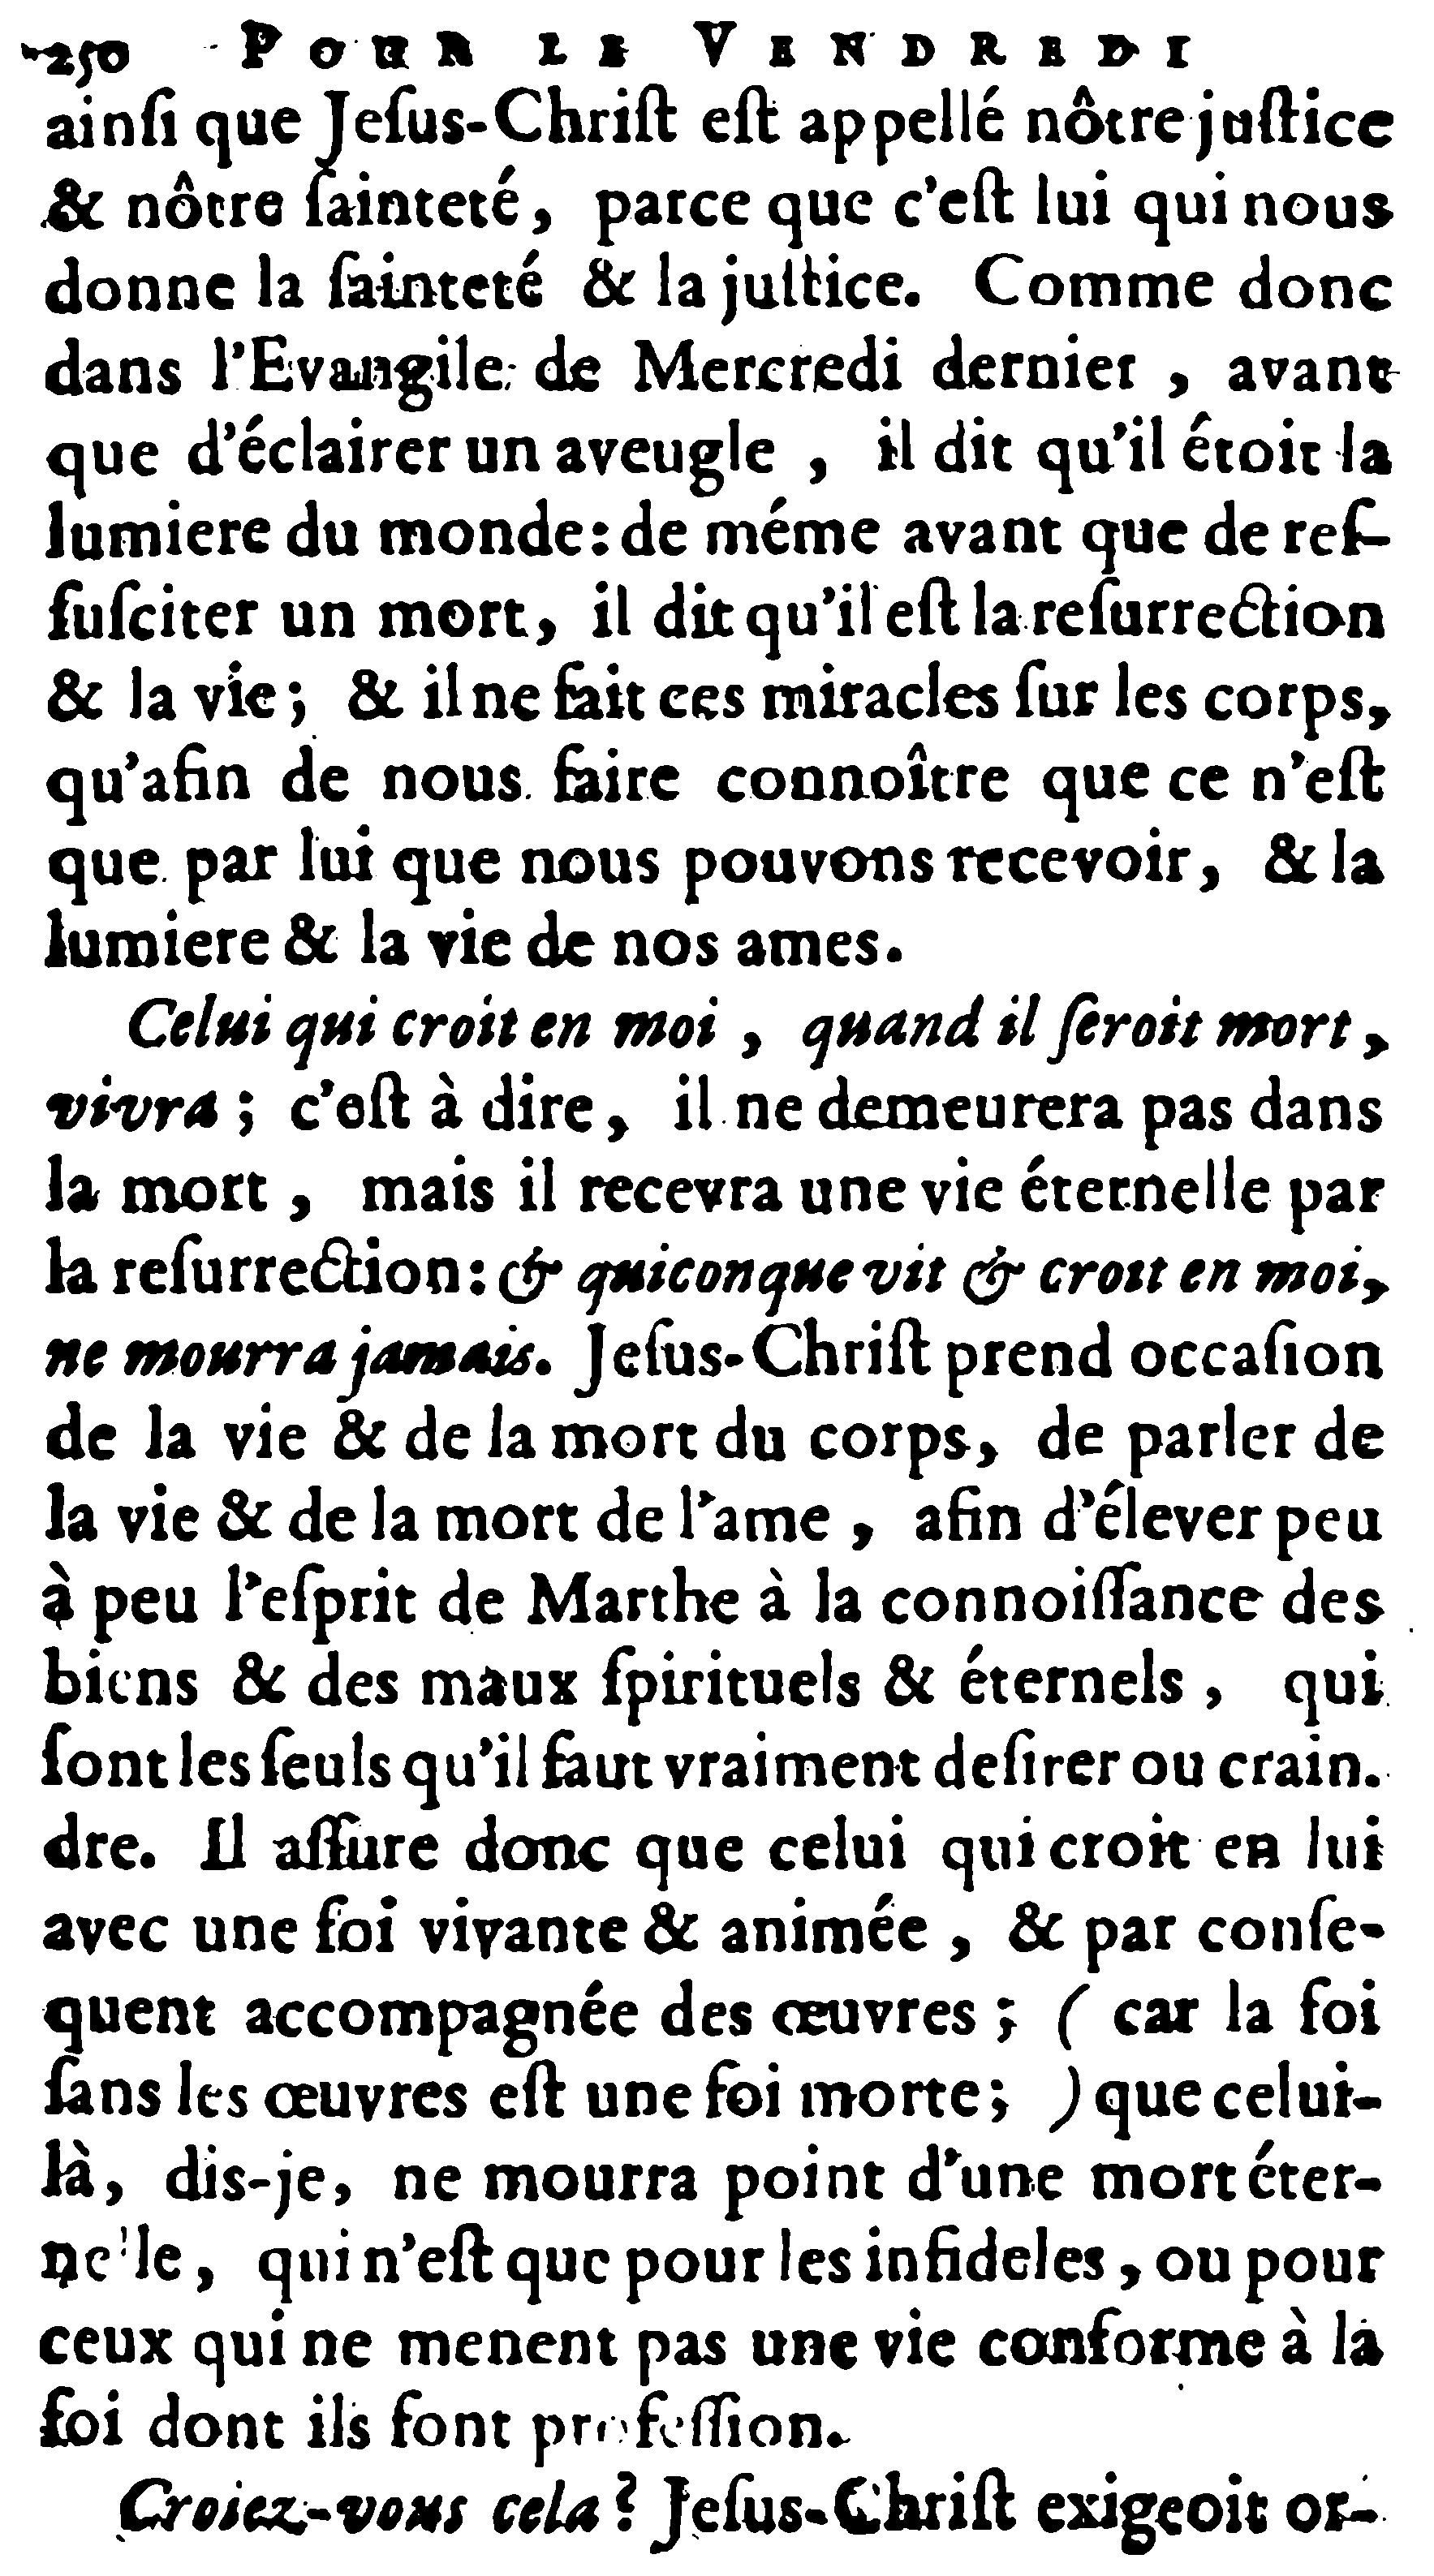 250 POUR LE VENDREDI
ainſi que Jeſus-Chriſt eſt appellé nôtre juſtice
& nôtre ſainteté, parce que c'eſt lui qui nous
donne la ſainteté & la juſtice. Comme donc
dans l'Evangile de Mercredi dernier, avant
que d'éclairer un aveugle, il dit qu'il étoit la
lumiere du monde: de méme avant que de reſ-
ſuſciter un mort, il dit qu'il eſt la reſurrection
& la vie; & il ne fait ces miracles ſur les corps,
qu'afin de nous faire connoître que ce n'eſt
que par lui que nous pouvons recevoir, & la
lumiere & la vie de nos ames.
Celui qui croit en moi, quand il ſeroit mort,
vivra; c'eſt à dire, il ne demeurera pas dans
la mort, mais il recevra une vie éternelle par
la reſurrection: & quiconque vit & croit en moi,
ne mourra jamais. Jeſus-Chriſt prend occaſion
de la vie & de la mort du corps, de parler de
la vie & de la mort de l'ame, afin d'élever peu
à peu l'eſprit de Marthe à la connoiſſance des
biens & des maux ſpirituels & éternels, qui
ſont les ſeuls qu'il faut vraiment deſirer ou crain.
dre. Il aſſure donc que celui qui croit en lui
avec une foi vivante & animée, & par conſe-
quent accompagnée des œuvres; (car la foi
ſans les œuvres eſt une foi morte;) que celui-
là, dis-je, ne mourra point d'une mort éter-
nelle, qui n'eſt que pour les infideles, ou pour
ceux qui ne menent pas une vie conforme à la
foi dont ils font profeſſion.
Croiez-vous cela? Jeſus-Chriſt exigeoit or-